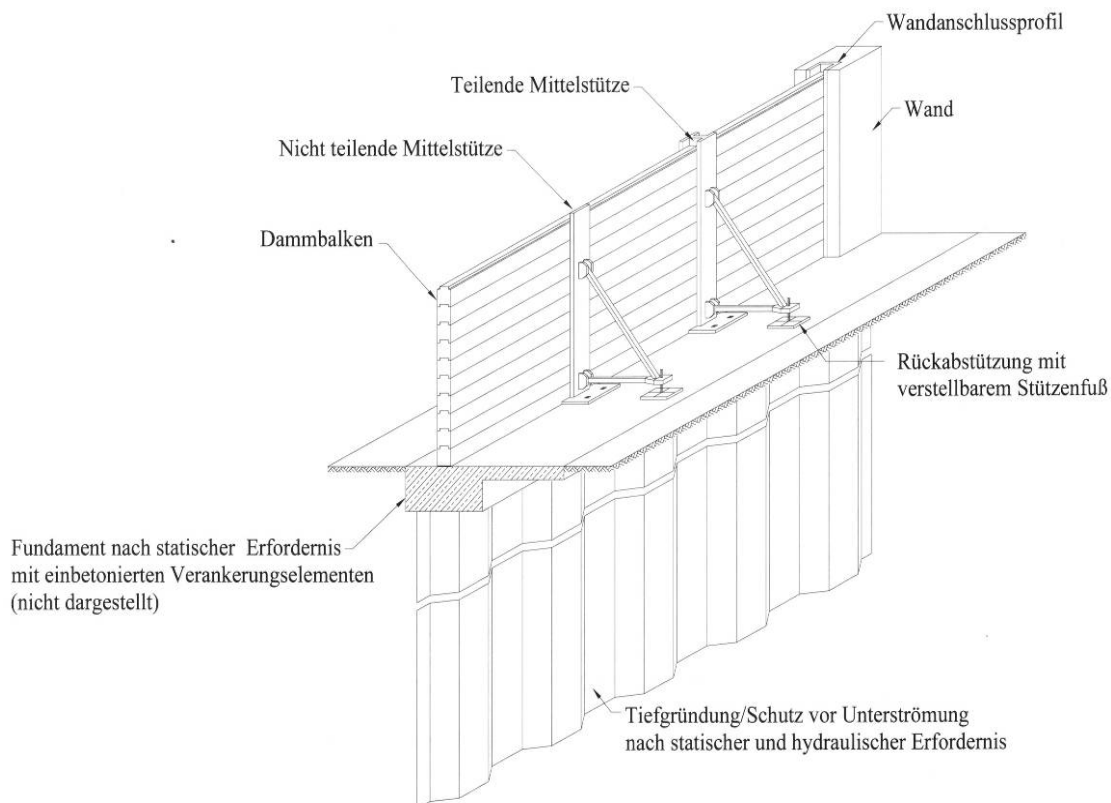 Wandanschlussprofil
Teilende Mittelstütze
Wand
Nicht teilende Mittelstütze
Dammbalken
Rückabstützung mit
verstellbarem Stützenfuß
Fundament nach statischer Erfordernis
mit einbetonierten Verankerungselementen
(nicht dargestellt)
Tiefgründung/Schutz vor Unterströmung
nach statischer und hydraulischer Erfordernis